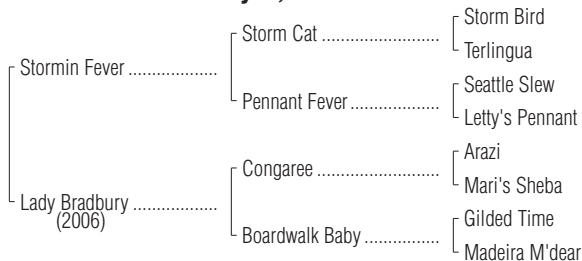 Storm Bird
Storm Cat ........................
Terlingua
Stormin Fever ..................
Seattle Slew
Pennant Fever ..................
Letty's Pennant
Arazi
Congaree ........................
Mari's Sheba
Lady Bradbury .................
(2006)
Gilded Time
Boardwalk Baby ...............
Madeira M'dear